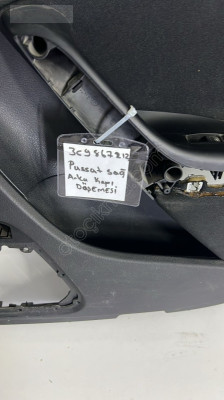 3C9867212
Passat sağ
Arka Kapı
DÖŞEMESİ